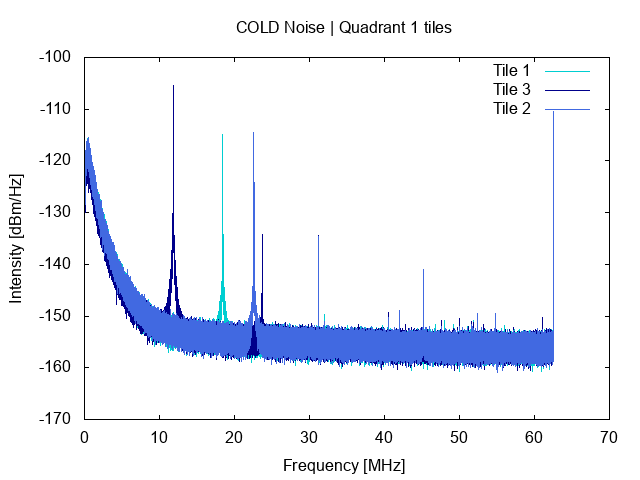 COLD Noise | Quadrant 1 tiles
Tile 1
Tile 3
Tile 2
Intensity [dBm/Hz]
-100
-110
-120
-130
-140
-150
-160
-170
0 10 20 30 40 50 60 70
Frequency [MHz]